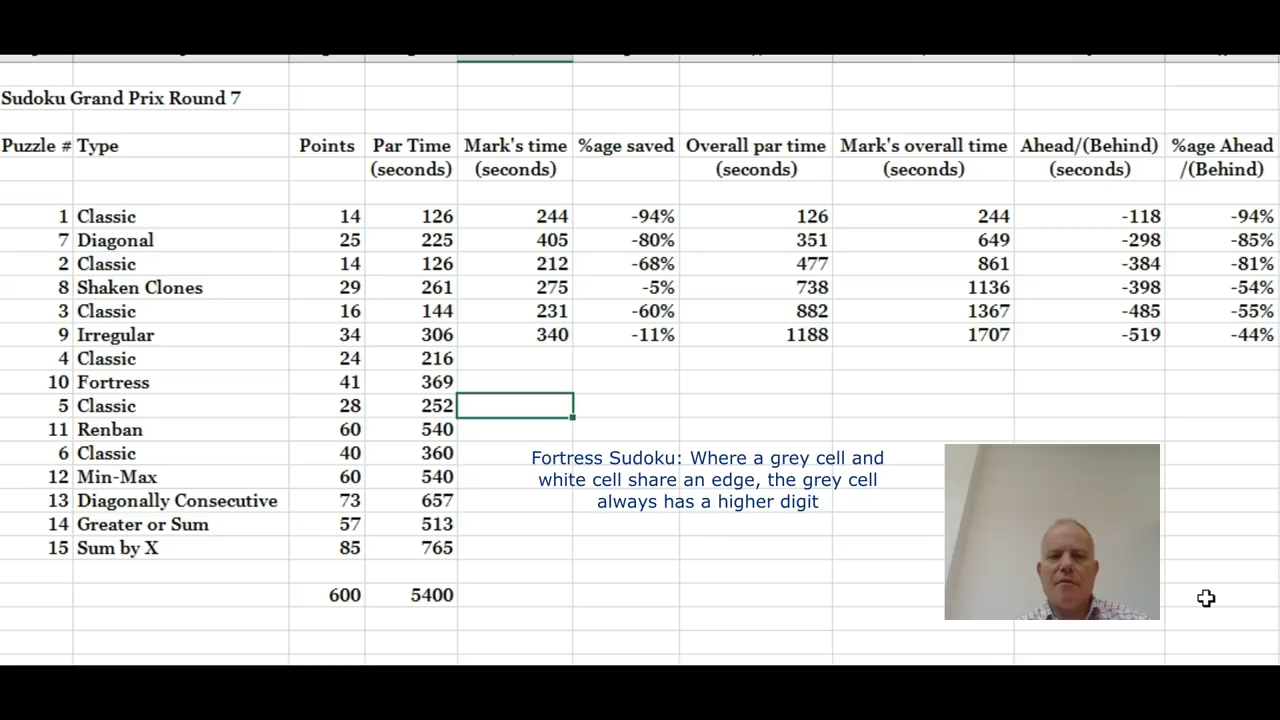 Sudoku Grand Prix Round 7
Puzzle # Type Points Par Time Mark's time %age saved Overall par time Mark's overall time Ahead/(Behind) %age Ahead
(seconds) (seconds) (seconds) (seconds) (seconds) /(Behind)
1 Classic 14 126 244 -94% 126 244 -118 -94%
7 Diagonal 25 225 405 -80% 351 649 -298 -85%
2 Classic 14 126 212 -68% 477 861 -384 -81%
8 Shaken Clones 29 261 275 -5% 738 1136 -398 -54%
3 Classic 16 144 231 -60% 882 1367 -485 -55%
9 Irregular 34 306 340 -11% 1188 1707 -519 -44%
4 Classic 24 216
10 Fortress 41 369
5 Classic 28 252
11 Renban 60 540
6 Classic 40 360
12 Min-Max 60 540
13 Diagonally Consecutive 73 657
14 Greater or Sum 57 513
15 Sum by X 85 765
600 5400
Fortress Sudoku: Where a grey cell and
white cell share an edge, the grey cell
always has a higher digit